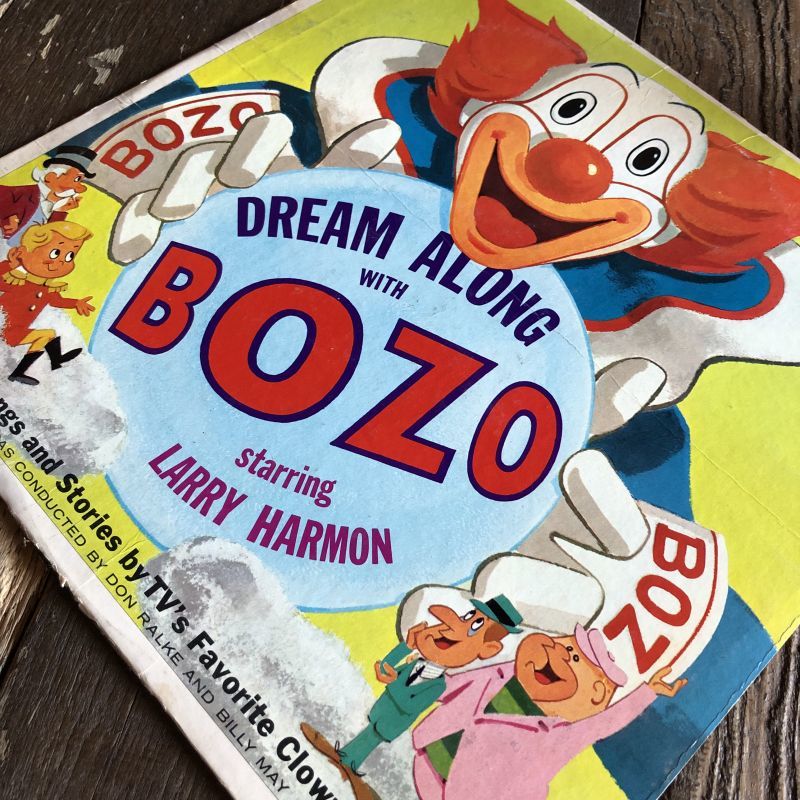 BOZO
DREAM ALONG
WITH
BOZO
starring
LARRY HARMON
BOZ
ngs and Stories by TV's Favorite Clow
AS CONDUCTED BY DON RALKE AND BILLY MAY